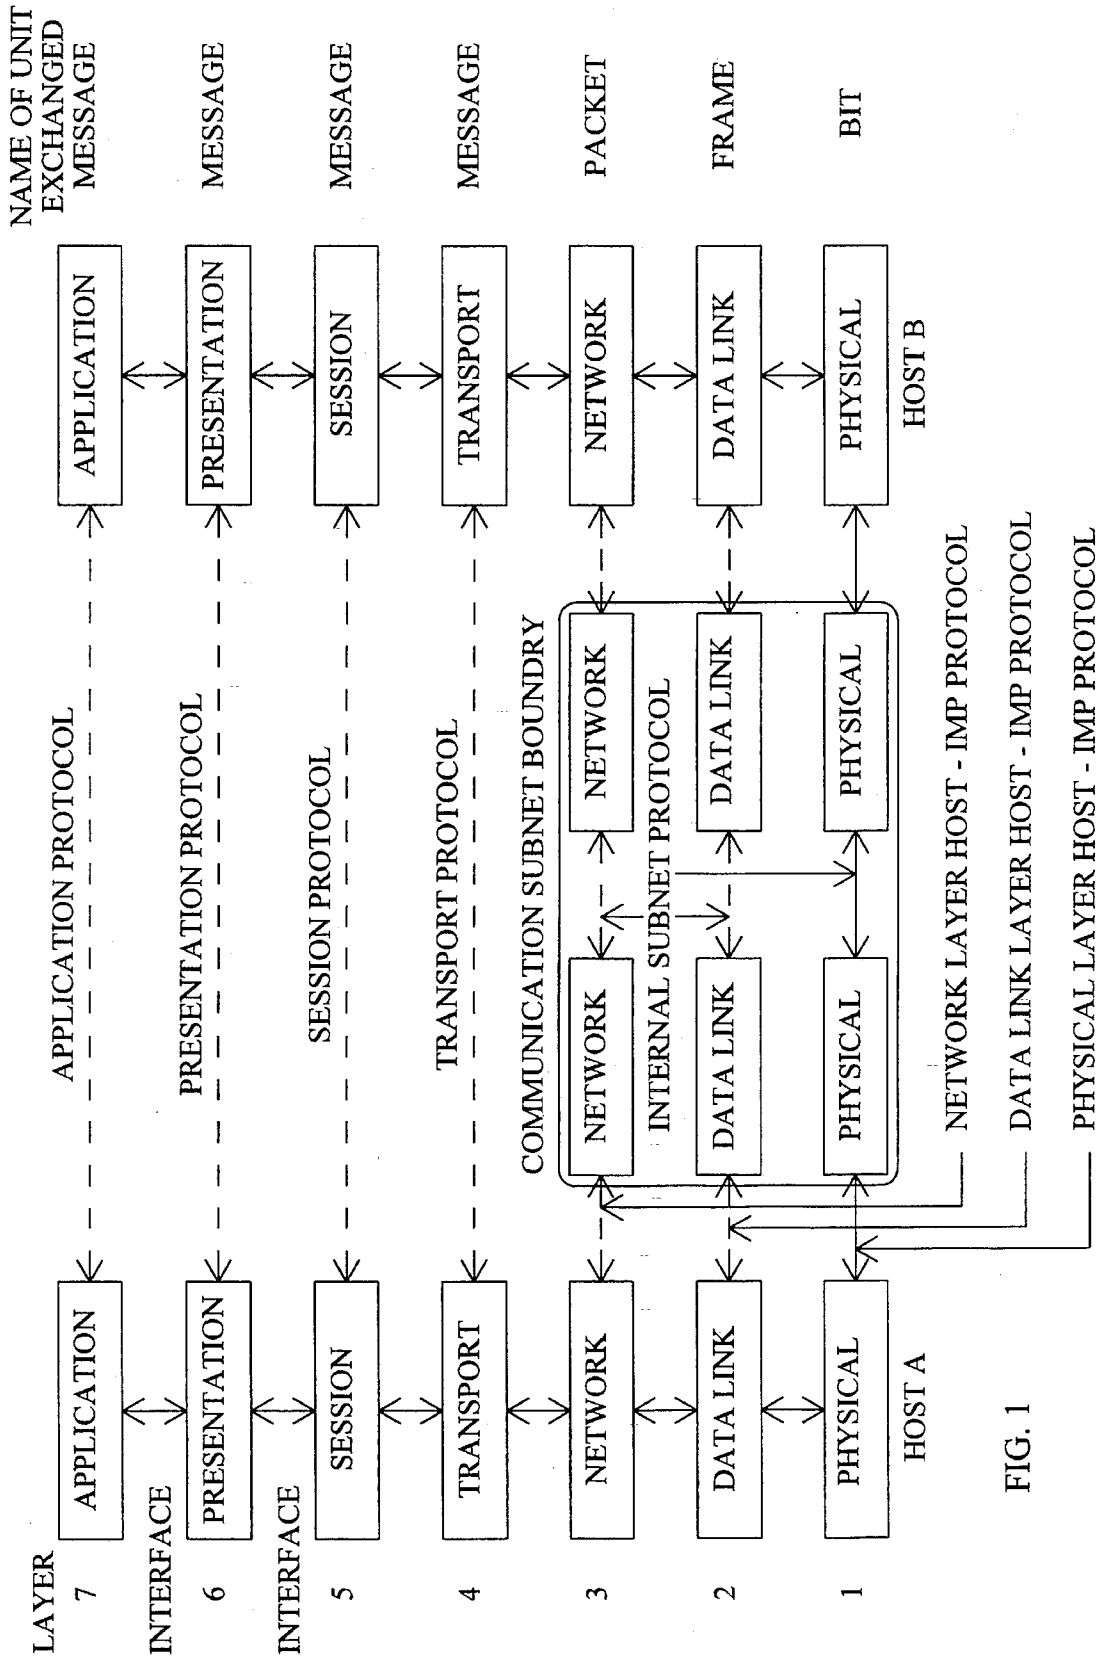 LAYER
NAME OF UNIT
EXCHANGED
7
APPLICATION
APPLICATION PROTOCOL
APPLICATION
MESSAGE
INTERFACE
6
PRESENTATION
PRESENTATION PROTOCOL
PRESENTATION
MESSAGE
INTERFACE
5
SESSION
SESSION PROTOCOL
SESSION
MESSAGE
4
TRANSPORT
TRANSPORT PROTOCOL
TRANSPORT
MESSAGE
COMMUNICATION SUBNET BOUNDRY
3
NETWORK
NETWORK
NETWORK
NETWORK
PACKET
INTERNAL SUBNET PROTOCOL
2
DATA LINK
DATA LINK
DATA LINK
DATA LINK
FRAME
1
PHYSICAL
PHYSICAL
PHYSICAL
PHYSICAL
BIT
HOST A
HOST B
NETWORK LAYER HOST - IMP PROTOCOL
DATA LINK LAYER HOST - IMP PROTOCOL
PHYSICAL LAYER HOST - IMP PROTOCOL
FIG. 1